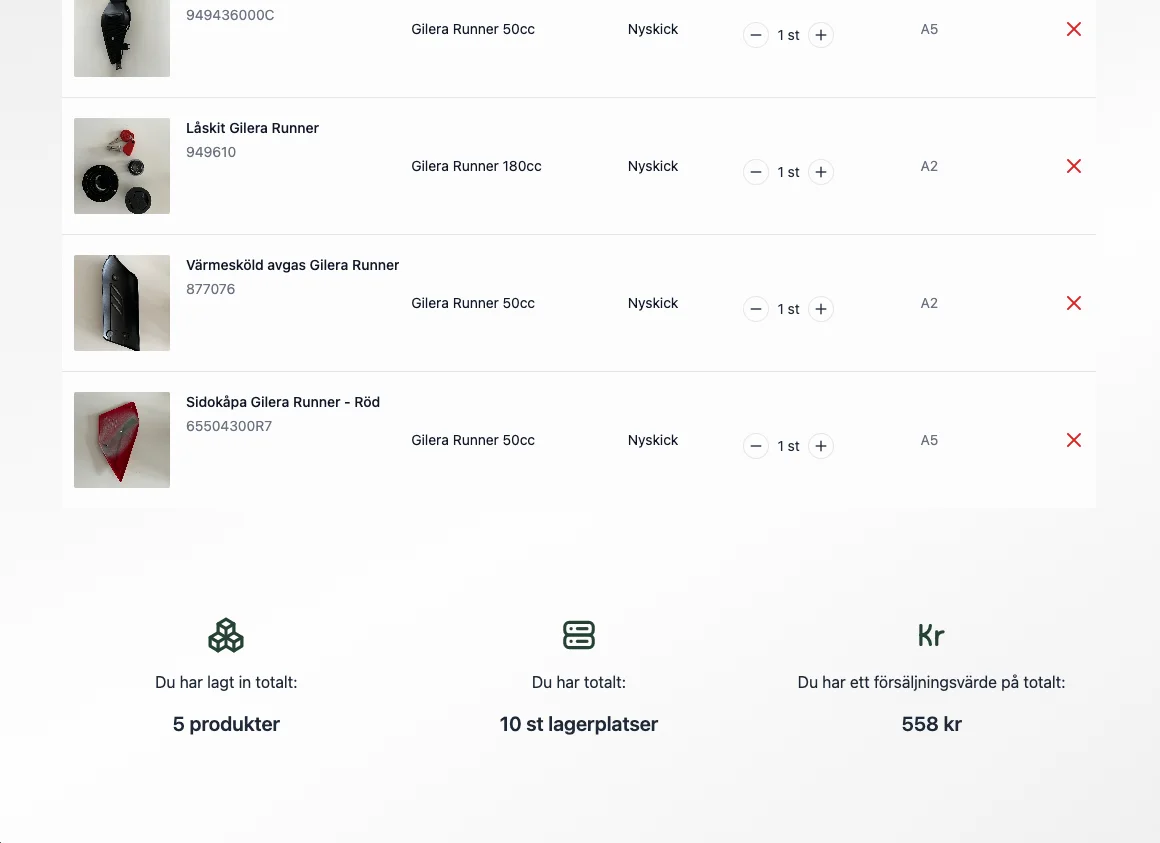 949436000C
Gilera Runner 50cc Nyskick 1 st A5
Låskit Gilera Runner
949610
Gilera Runner 180cc Nyskick 1 st A2
Värmesköld avgas Gilera Runner
877076
Gilera Runner 50cc Nyskick 1 st A2
Sidokåpa Gilera Runner - Röd
65504300R7
Gilera Runner 50cc Nyskick 1 st A5
Kr
Du har lagt in totalt: Du har totalt: Du har ett försäljningsvärde på totalt:
5 produkter 10 st lagerplatser 558 kr